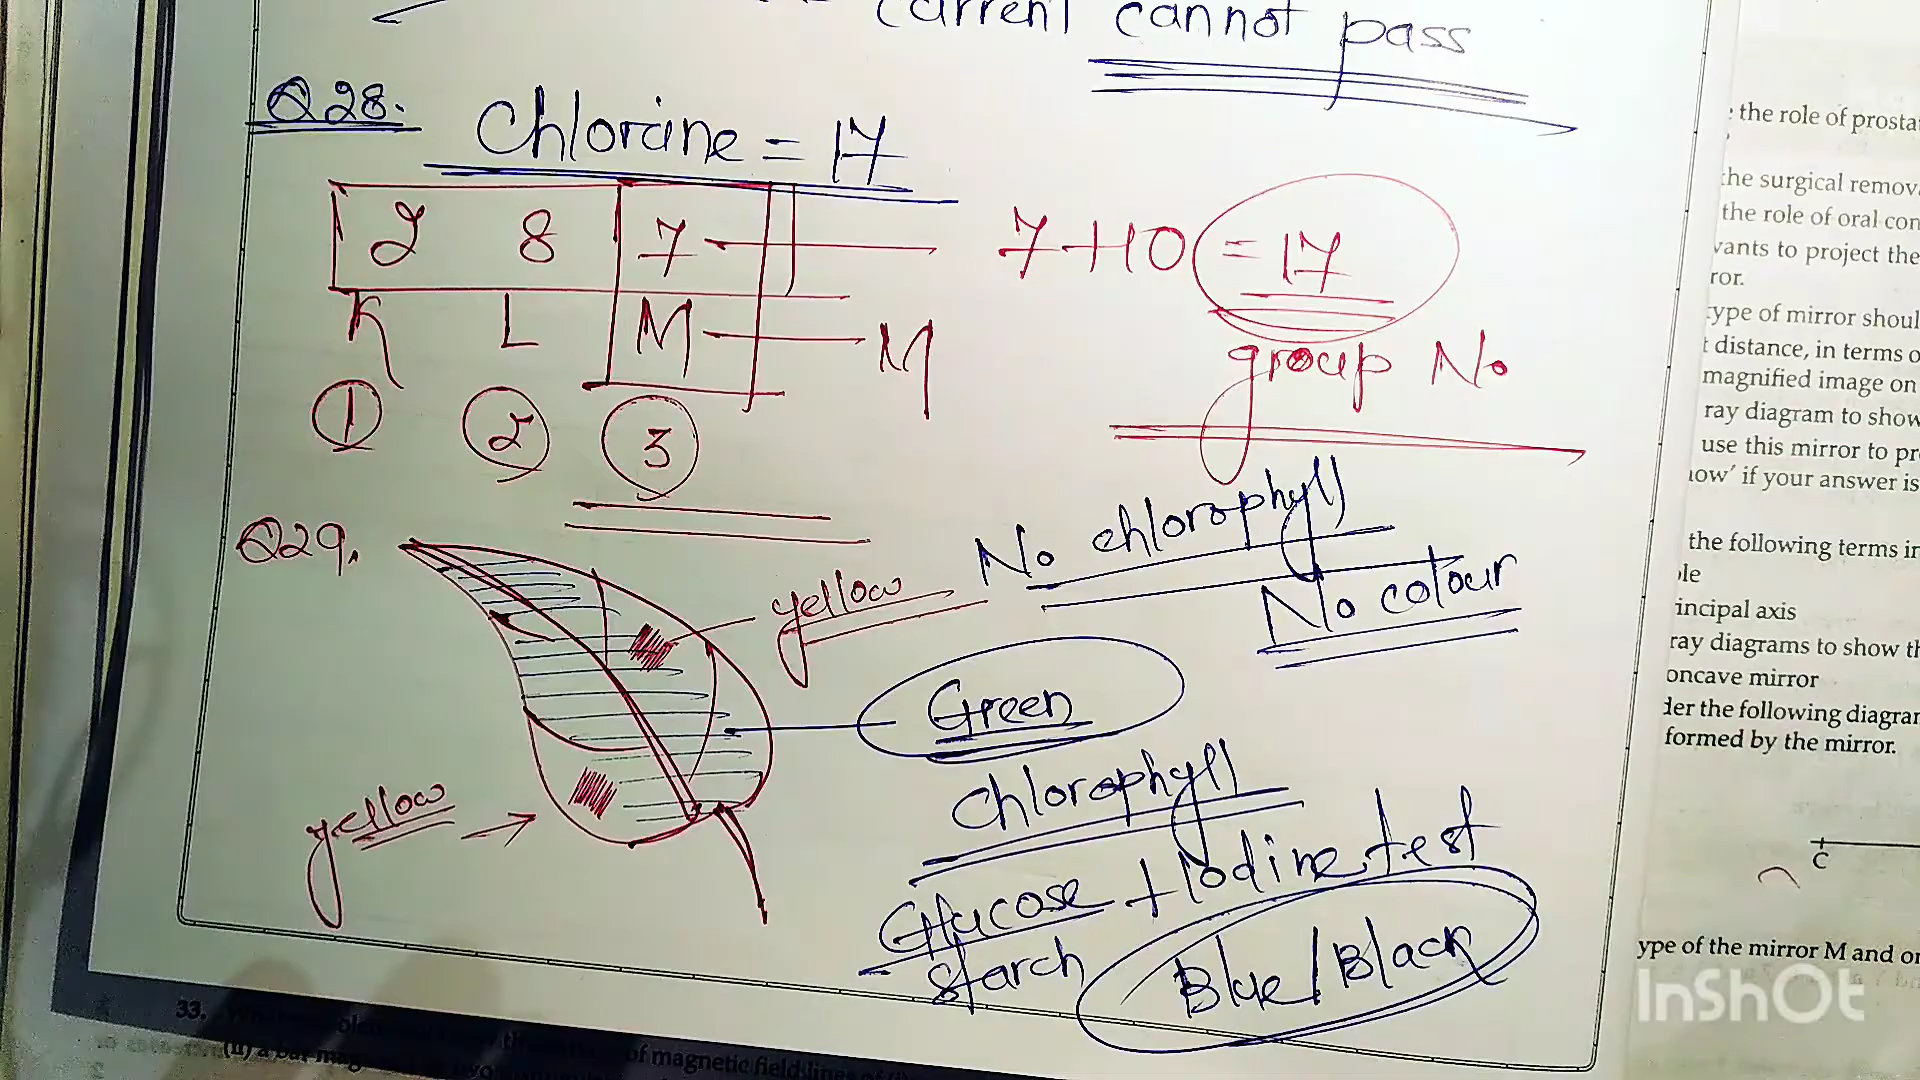 current cannot pass
Q28.
Chlorine = 17
2 8 7 7+10 = 17
K L M M group No
1 2 3
Q29.
No chlorophyll
yellow
No colour
Green
yellow
chlorophyll
Glucose + Iodine test
starch
Blue/Black
the role of prosta
the surgical remov
the role of oral con
wants to project the
ror.
type of mirror shoul
t distance, in terms o
magnified image on
ray diagram to show
use this mirror to pr
now' if your answer is
the following terms in
ole
incipal axis
ray diagrams to show th
oncave mirror
der the following diagran
formed by the mirror.
C
ype of the mirror M and or
33.
of magnetic field lines of
InShOt